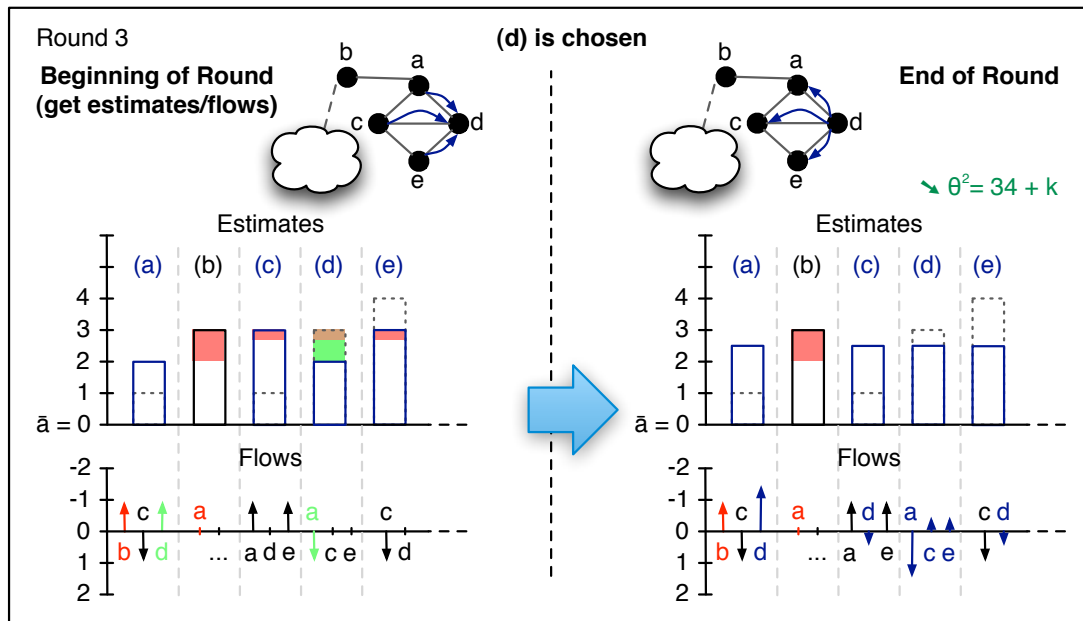 Round 3
(d) is chosen
Beginning of Round
(get estimates/flows)
End of Round
b
a
c
d
e
b
a
c
d
e
➘ θ²= 34 + k
Estimates
(a) (b) (c) (d) (e)
4
3
2
1
ā = 0
Flows
-2
-1
0
1
2
c a a c
b d ... a d e c e d
Estimates
(a) (b) (c) (d) (e)
4
3
2
1
ā = 0
Flows
-2
-1
0
1
2
c a d a c d
b d ... a e c e d